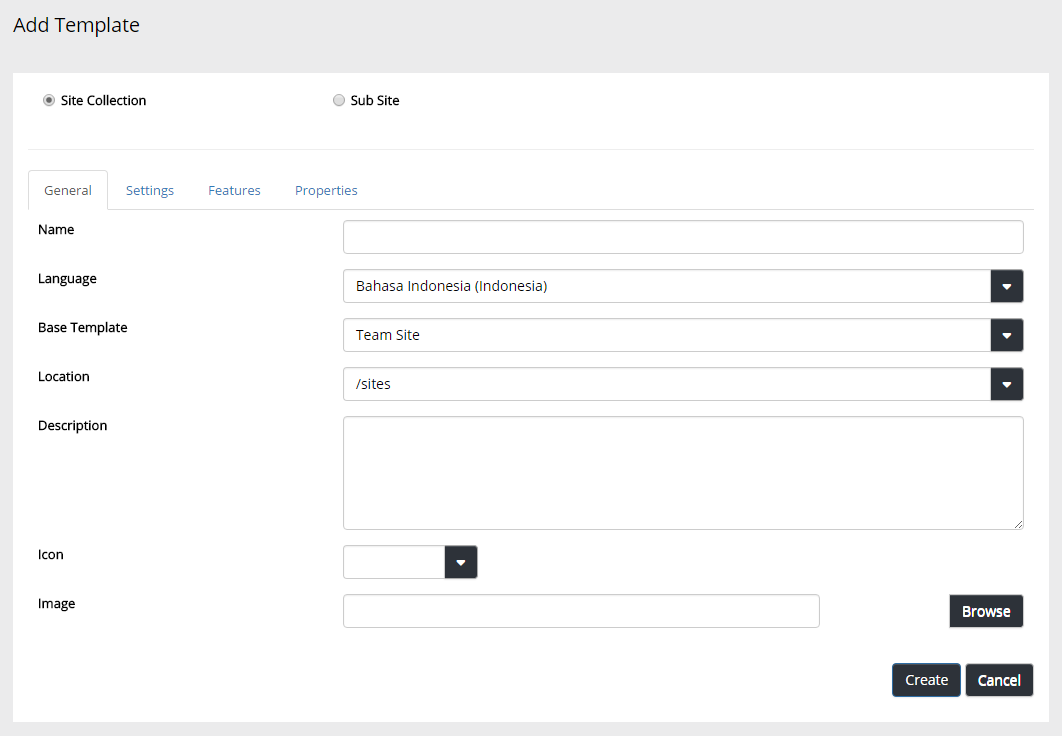 Add Template
Site Collection Sub Site
General Settings Features Properties
Name
Language Bahasa Indonesia (Indonesia)
Base Template Team Site
Location /sites
Description
Icon
Image Browse
Create Cancel